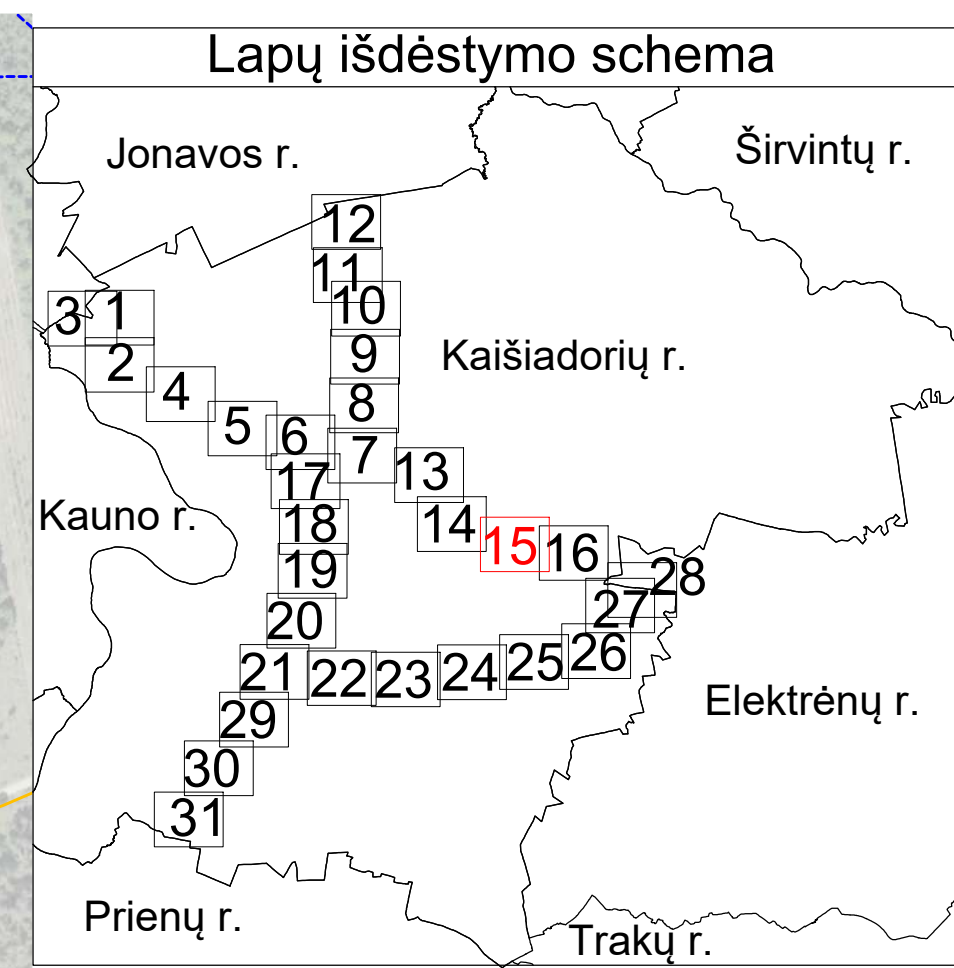 Lapų išdėstymo schema
Jonavos r.
Širvintų r.
12
11
10
3 1
9
Kaišiadorių r.
2
4
8
5
6
7
13
17
Kauno r.
18
14
15
16
19
28
27
20
26
25
21 22 23 24
Elektrėnų r.
29
30
31
Prienų r.
Trakų r.